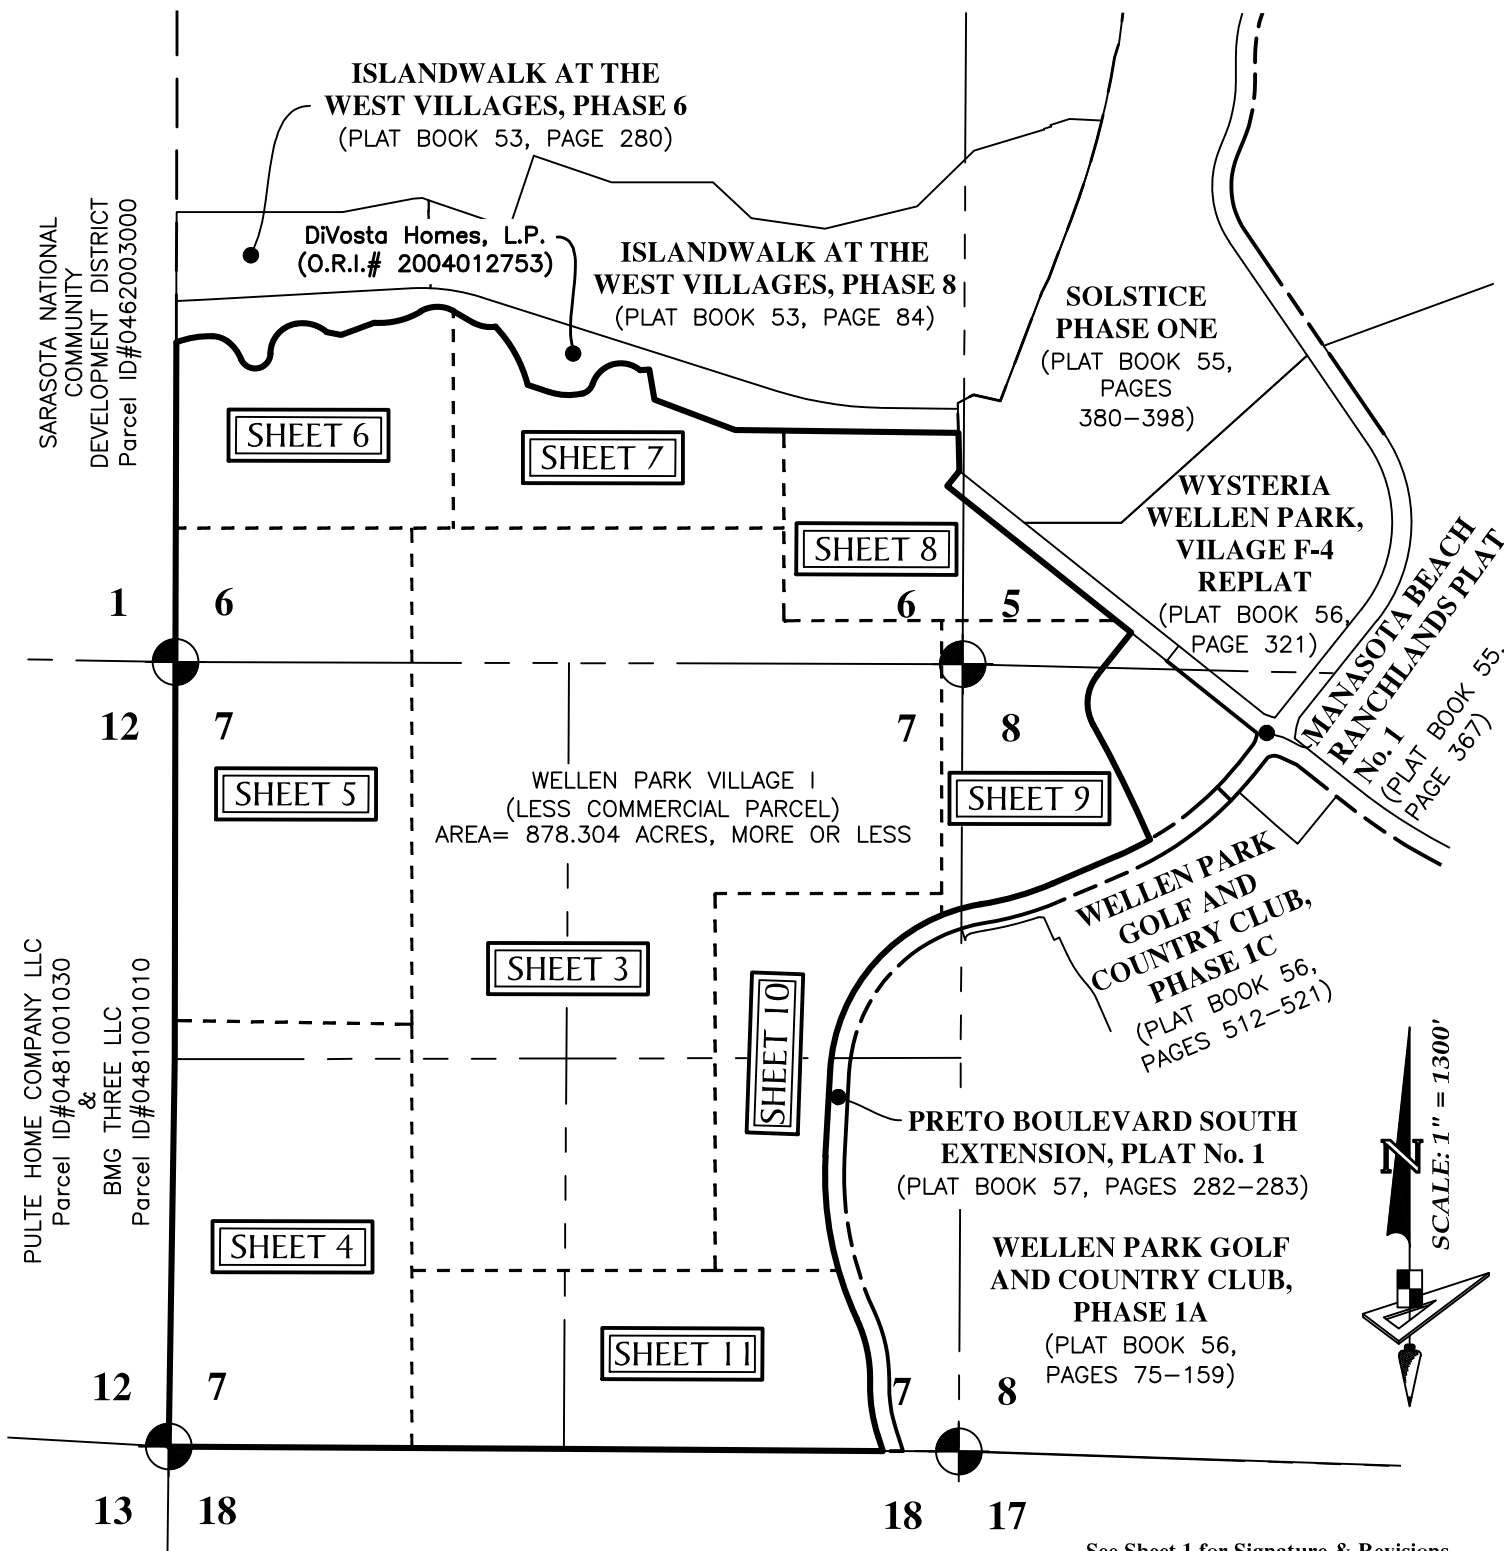 ISLANDWALK AT THE
WEST VILLAGES, PHASE 6
(PLAT BOOK 53, PAGE 280)
SARASOTA NATIONAL
COMMUNITY
DEVELOPMENT DISTRICT
Parcel ID#0462003000
DiVosta Homes, L.P.
(O.R.I.# 2004012753)
ISLANDWALK AT THE
WEST VILLAGES, PHASE 8
(PLAT BOOK 53, PAGE 84)
SOLSTICE
PHASE ONE
(PLAT BOOK 55,
PAGES
380-398)
SHEET 6
SHEET 7
SHEET 8
WYSTERIA
WELLEN PARK,
VILAGE F-4
REPLAT
(PLAT BOOK 56,
PAGE 321)
MANASOTA BEACH
RANCHLANDS PLAT
No. 1
(PLAT BOOK 55,
PAGE 367)
1 6
6 5
12 7
7 8
SHEET 5
WELLEN PARK VILLAGE I
(LESS COMMERCIAL PARCEL)
AREA= 878.304 ACRES, MORE OR LESS
SHEET 9
WELLEN PARK
GOLF AND
COUNTRY CLUB,
PHASE 1C
(PLAT BOOK 56,
PAGES 512-521)
SHEET 3
SHEET 10
PULTE HOME COMPANY LLC
Parcel ID#0481001030
&
BMG THREE LLC
Parcel ID#0481001010
PRETO BOULEVARD SOUTH
EXTENSION, PLAT No. 1
(PLAT BOOK 57, PAGES 282-283)
N
SCALE: 1" = 1300'
SHEET 4
WELLEN PARK GOLF
AND COUNTRY CLUB,
PHASE 1A
(PLAT BOOK 56,
PAGES 75-159)
SHEET 11
12 7
7 8
13 18
18 17
See Sheet 1 for Signature & Revisions